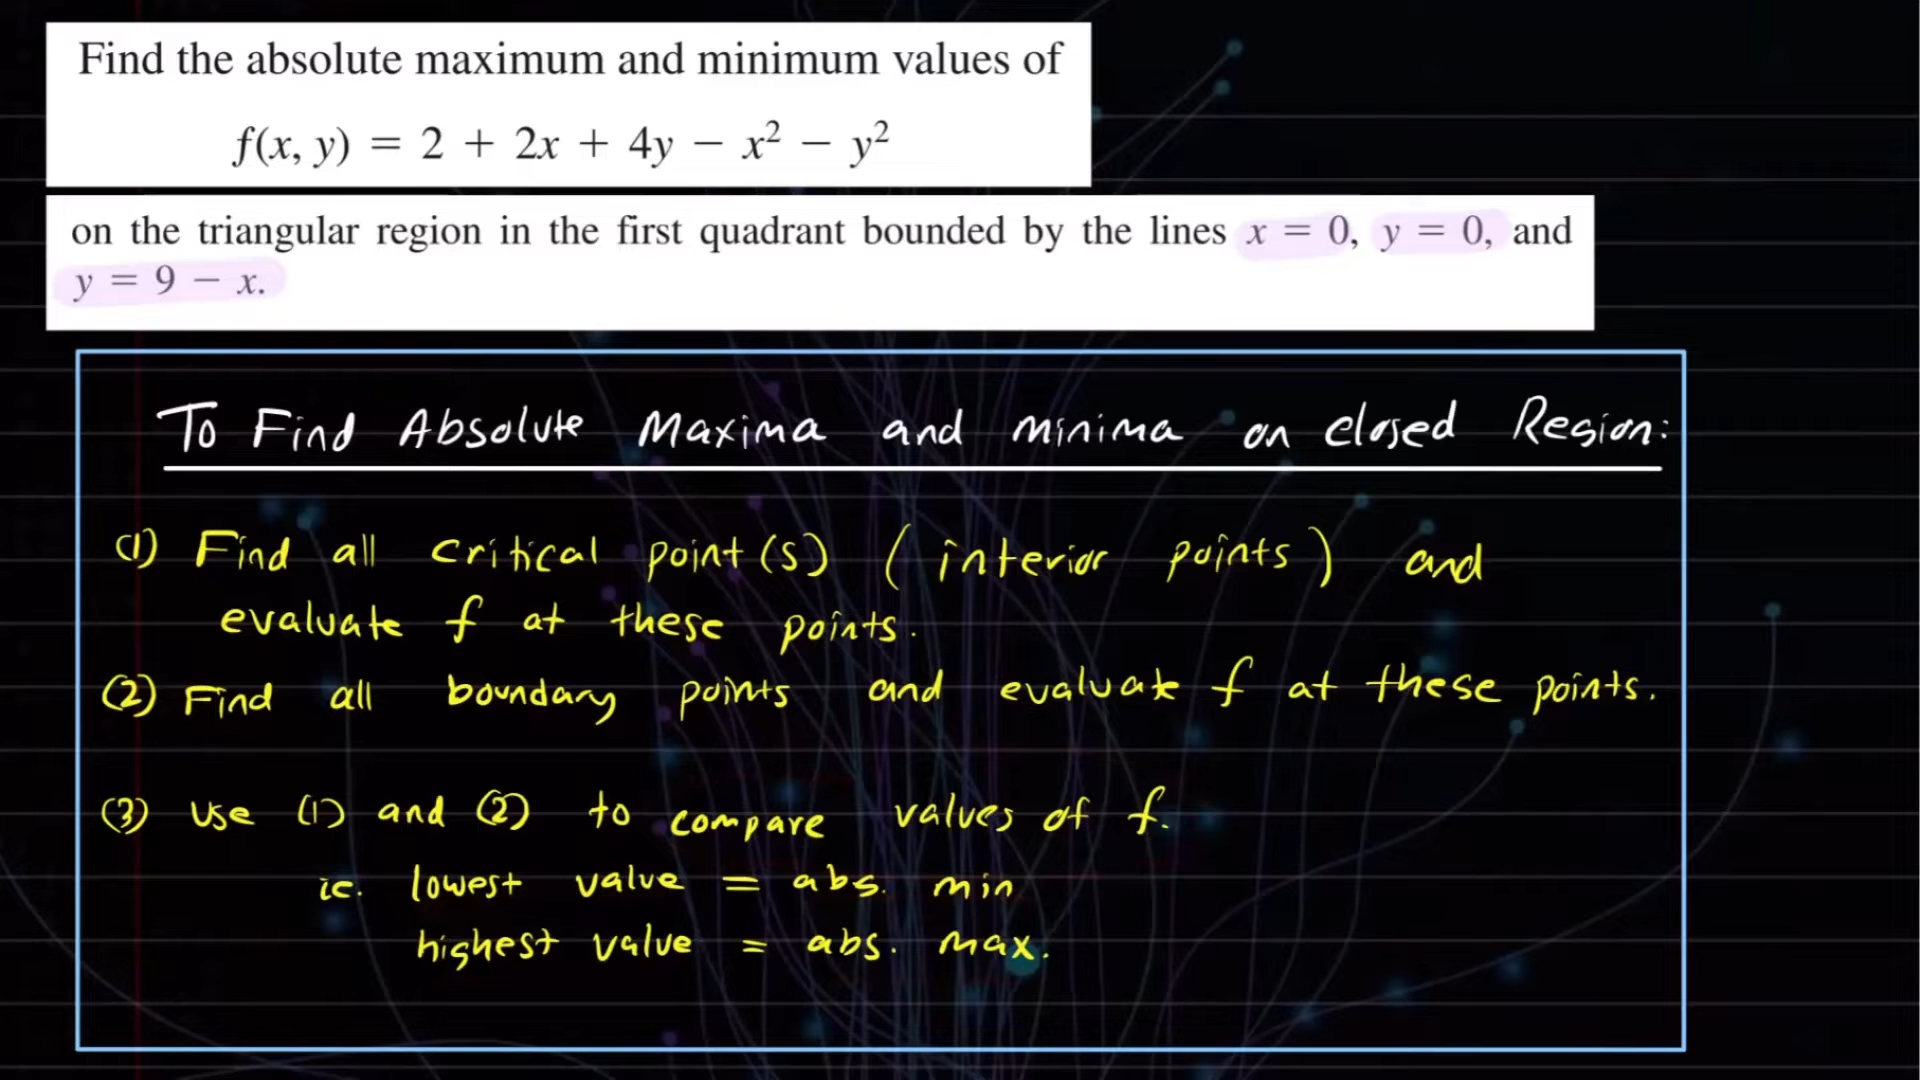 Find the absolute maximum and minimum values of
f(x, y) = 2 + 2x + 4y − x² − y²
on the triangular region in the first quadrant bounded by the lines x = 0, y = 0, and
y = 9 − x.
To Find Absolute Maxima and minima on closed Region:
(1) Find all critical point(s) (interior points) and
evaluate f at these points.
(2) Find all boundary points and evaluate f at these points.
(3) Use (1) and (2) to compare values of f.
ie. lowest value = abs. min
highest value = abs. max.